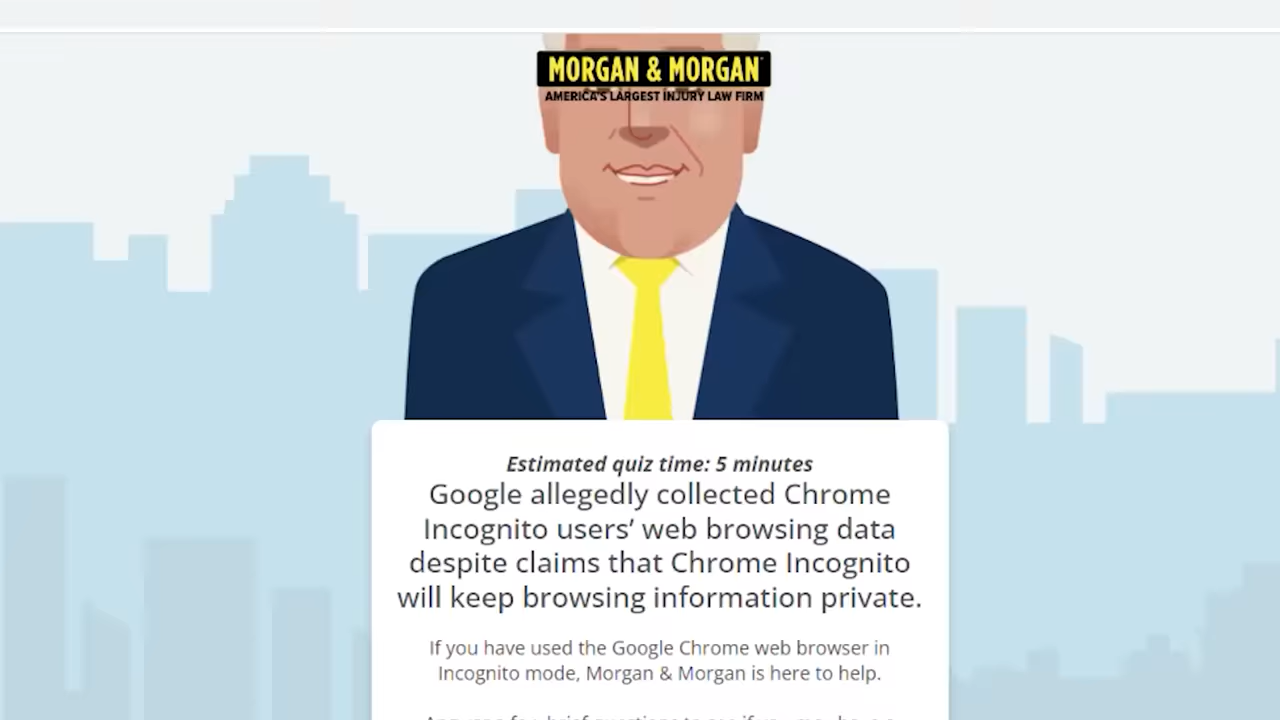 MORGAN & MORGAN
AMERICA'S LARGEST INJURY LAW FIRM
Estimated quiz time: 5 minutes
Google allegedly collected Chrome
Incognito users’ web browsing data
despite claims that Chrome Incognito
will keep browsing information private.
If you have used the Google Chrome web browser in
Incognito mode, Morgan & Morgan is here to help.